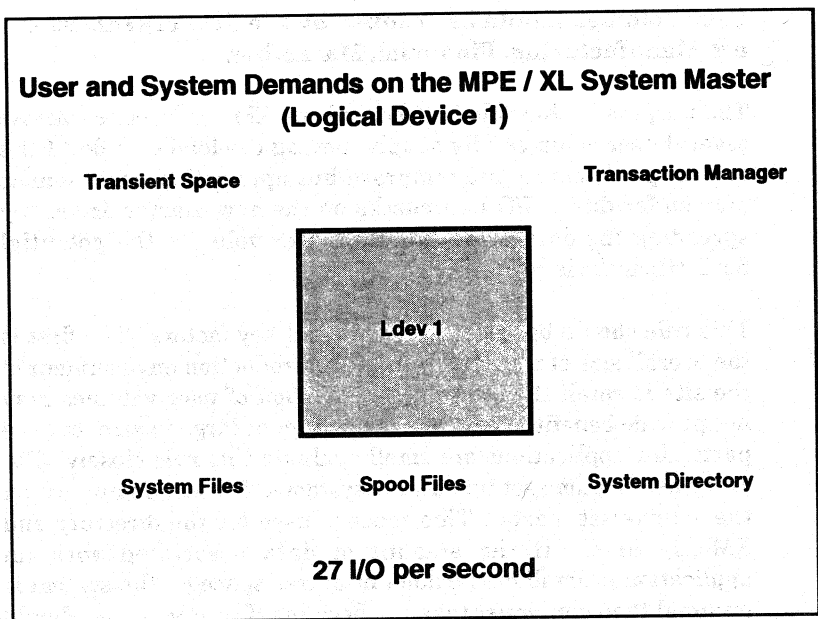 User and System Demands on the MPE / XL System Master
(Logical Device 1)
Transient Space
Transaction Manager
Ldev 1
System Files
Spool Files
System Directory
27 I/O per second